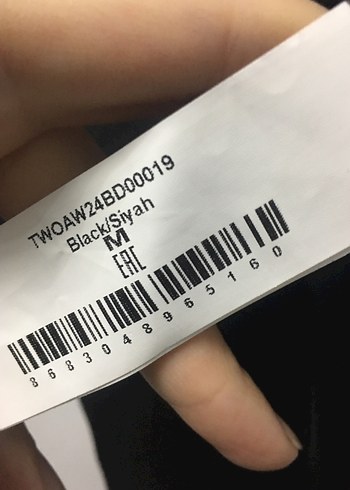 TWOAW24BD00019
Black/Siyah
M
EAC
8683048965160